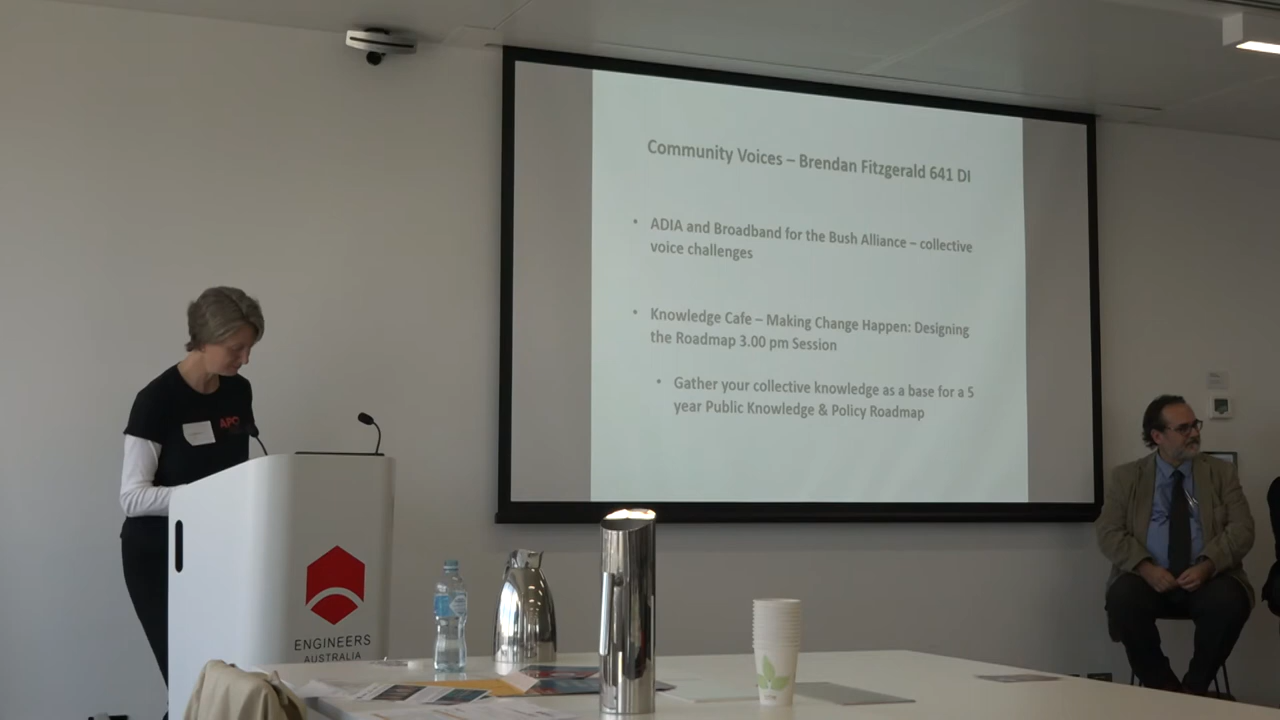 Community Voices – Brendan Fitzgerald 641 DI
• ADIA and Broadband for the Bush Alliance – collective
voice challenges
• Knowledge Cafe – Making Change Happen: Designing
the Roadmap 3.00 pm Session
• Gather your collective knowledge as a base for a 5
year Public Knowledge & Policy Roadmap
APO
ENGINEERS
AUSTRALIA